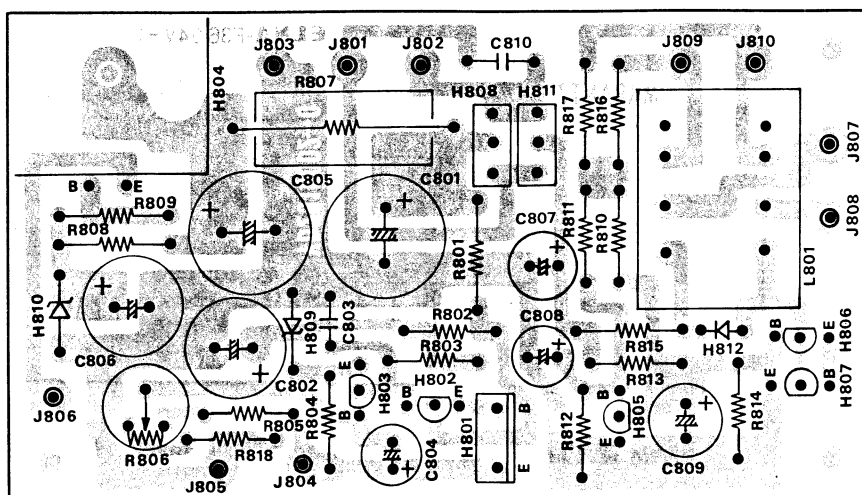 J803
J801
J802
C810
J809
J810
H804
R807
H808
H811
R817
R816
J807
B
E
R809
R808
C805
C801
C807
R811
R810
J808
R801
L801
H810
C806
H809
C803
R802
R803
C808
R815
R813
H812
B
E
H806
C802
E
H803
B
H802
B
E
H801
B
E
B
H805
E
E
B
H807
R814
J806
R804
R805
R806
R818
J805
J804
C804
R812
C809